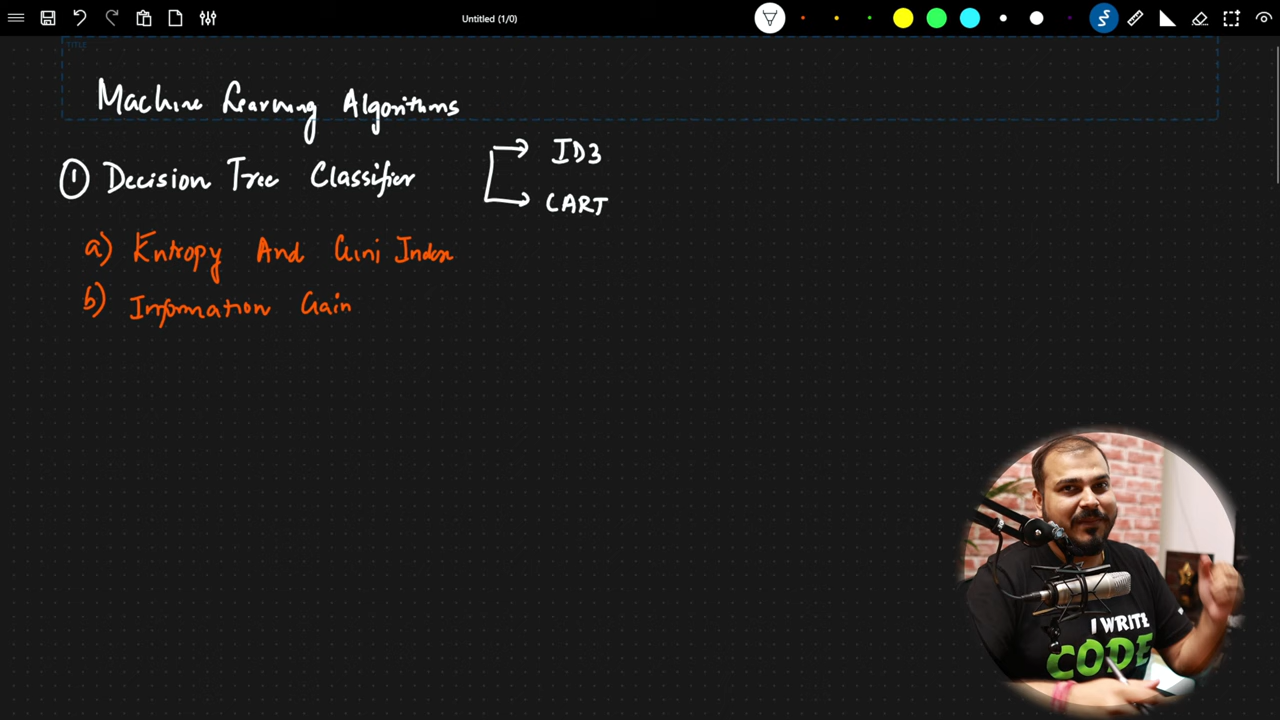 Untitled (1/0)
TITLE
Machine Learning Algorithms
① Decision Tree Classifier
ID3
CART
a) Entropy And Gini Index
b) Information Gain
I WRITE
CODE